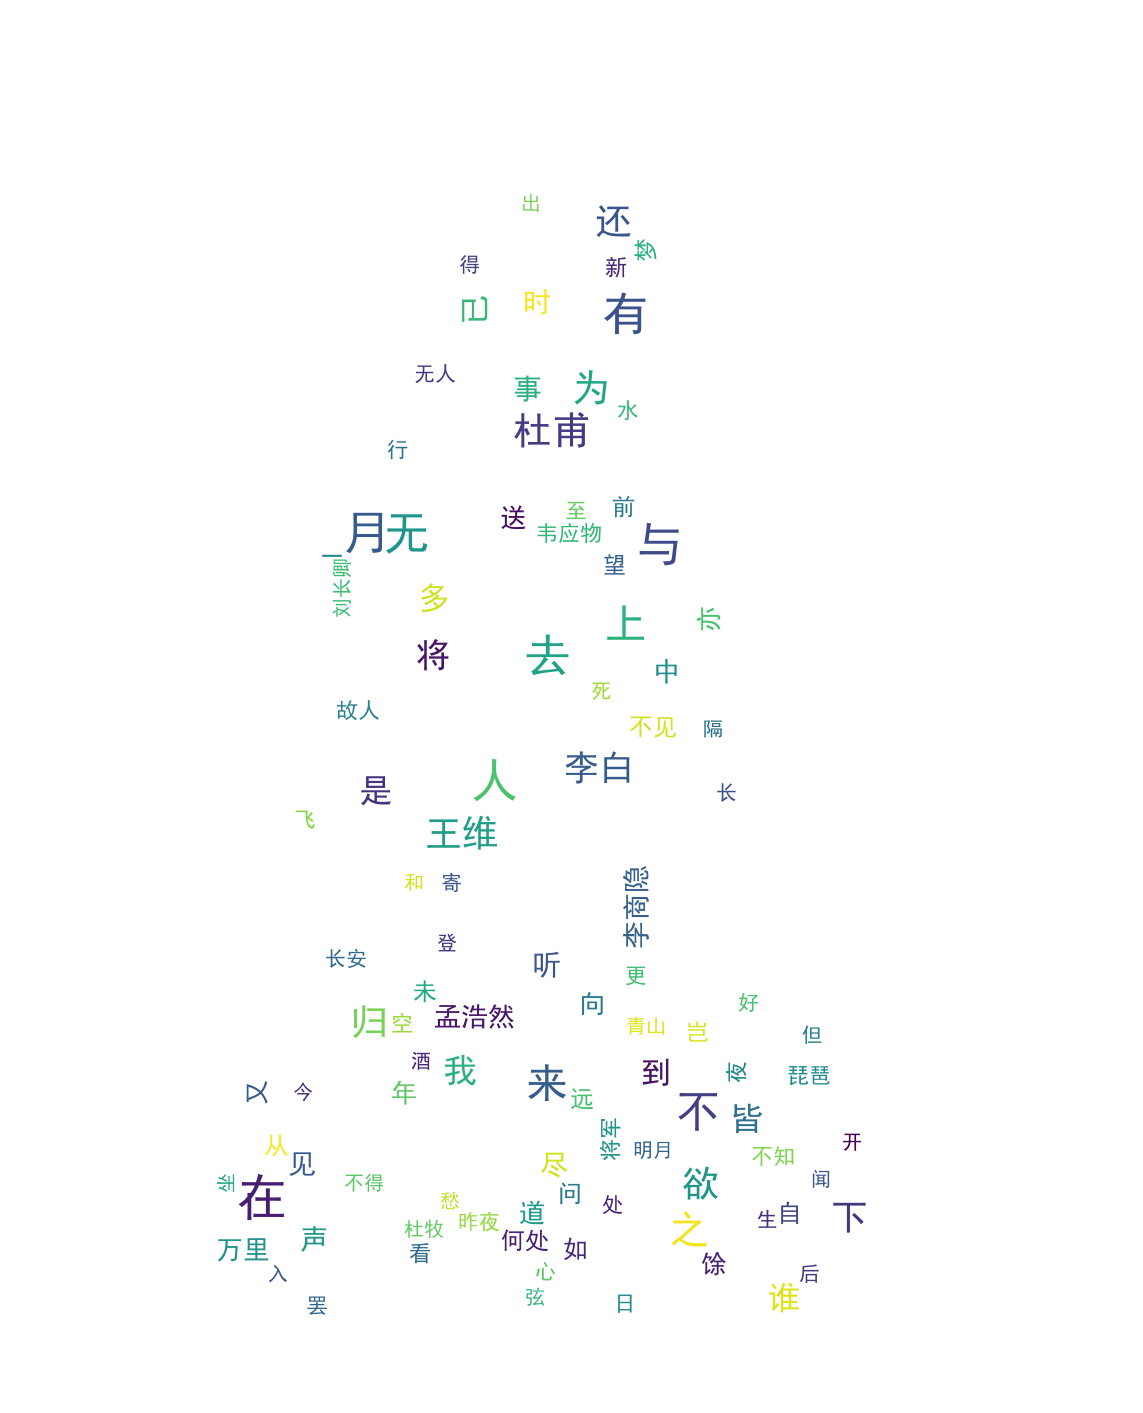 出
还
梦
得
新
已
时
有
无人
事
为
水
杜甫
行
送
至
前
月
无
韦应物
与
一
望
刘长卿
多
上
亦
将
去
中
死
故人
不见
隔
李白
人
是
长
飞
王维
和
寄
李商隐
登
长安
听
更
未
向
好
归
空
孟浩然
青山
岂
但
酒
我
来
到
夜
琵琶
又
今
年
远
不
皆
将军
明月
开
从
见
尽
不知
坐
在
不得
问
欲
闻
愁
处
杜牧
昨夜
道
之
生
自
下
万里
声
看
何处
如
馀
入
心
后
罢
弦
日
谁